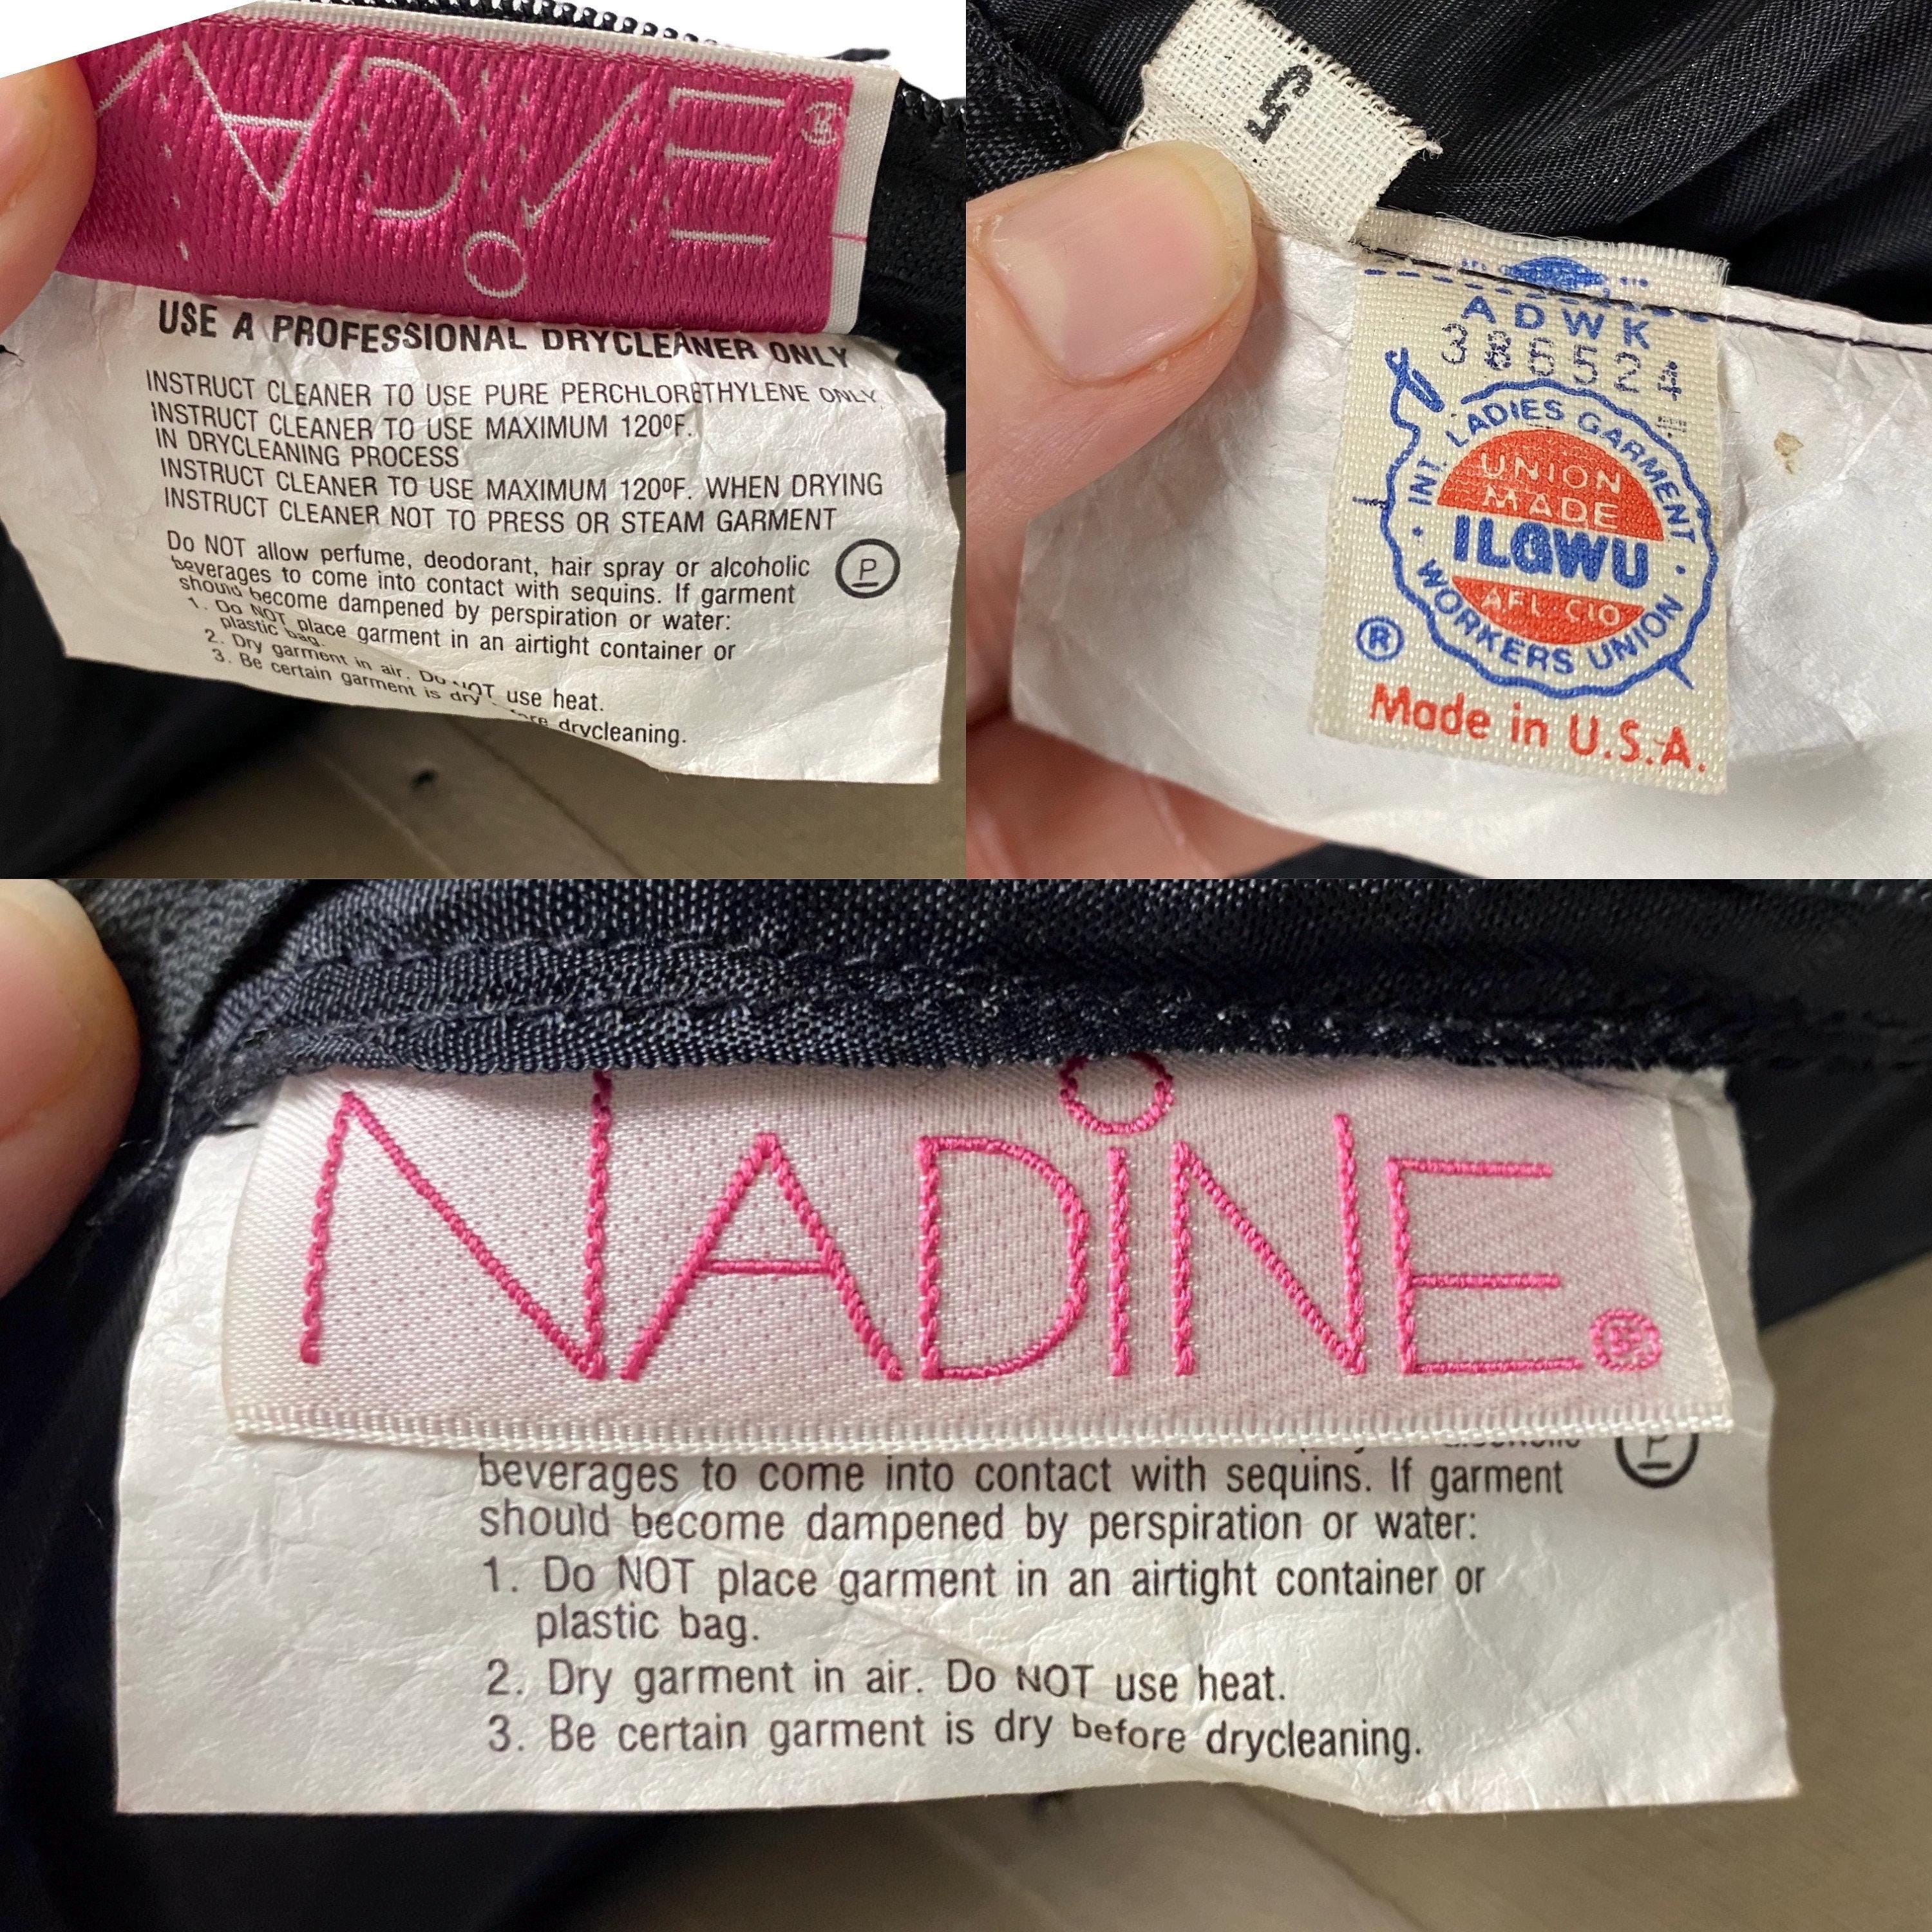 NADINE ®
USE A PROFESSIONAL DRYCLEANER ONLY
INSTRUCT CLEANER TO USE PURE PERCHLORETHYLENE ONLY.
INSTRUCT CLEANER TO USE MAXIMUM 120ºF.
IN DRYCLEANING PROCESS
INSTRUCT CLEANER TO USE MAXIMUM 120ºF. WHEN DRYING
INSTRUCT CLEANER NOT TO PRESS OR STEAM GARMENT
Do NOT allow perfume, deodorant, hair spray or alcoholic
beverages to come into contact with sequins. If garment
should become dampened by perspiration or water:
1. Do NOT place garment in an airtight container or
plastic bag.
2. Dry garment in air. Do NOT use heat.
3. Be certain garment is dry before drycleaning.
P
5
ADWK
386524
INT. LADIES GARMENT
UNION
MADE
ILGWU
AFL CIO
WORKERS UNION
®
Made in U.S.A.
NADiNE.®
P
beverages to come into contact with sequins. If garment
should become dampened by perspiration or water:
1. Do NOT place garment in an airtight container or
plastic bag.
2. Dry garment in air. Do NOT use heat.
3. Be certain garment is dry before drycleaning.